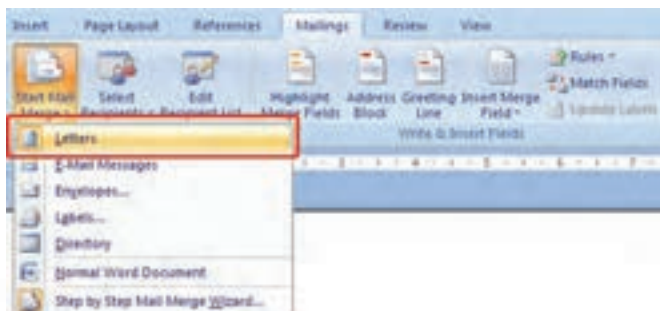 Insert Page Layout References Mailings Review View
Start Mail Merge Select Recipients Edit Recipient List Highlight Merge Fields Address Block Greeting Line Insert Merge Field Rules
Match Fields
Update Labels
Write & Insert Fields
Letters
E-Mail Messages
Envelopes...
Labels...
Directory
Normal Word Document
Step by Step Mail Merge Wizard...